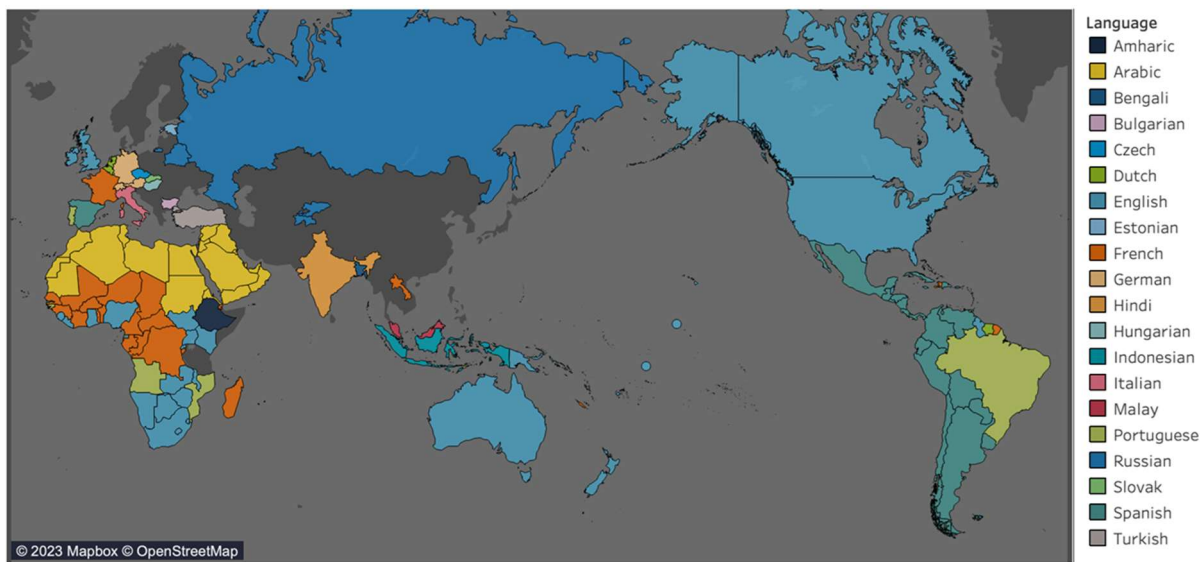 Language
Amharic
Arabic
Bengali
Bulgarian
Czech
Dutch
English
Estonian
French
German
Hindi
Hungarian
Indonesian
Italian
Malay
Portuguese
Russian
Slovak
Spanish
Turkish
© 2023 Mapbox © OpenStreetMap